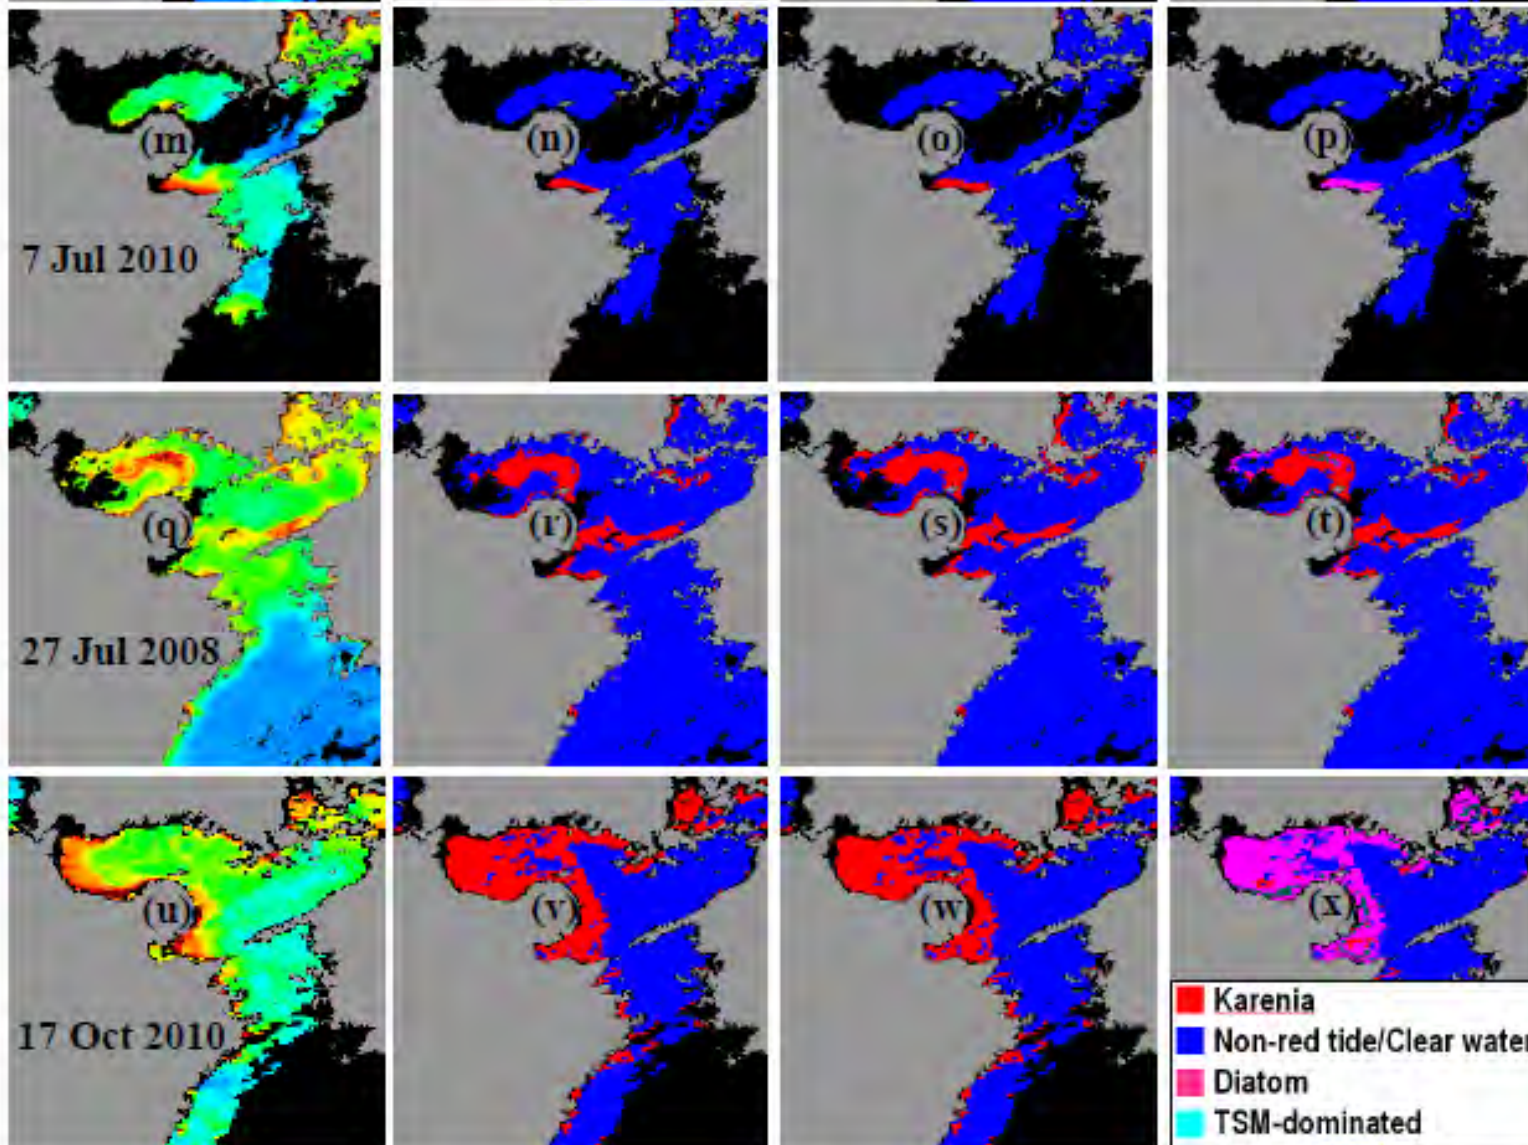 (m)
(n)
(o)
(p)
7 Jul 2010
(q)
(r)
(s)
(t)
27 Jul 2008
(u)
(v)
(w)
(x)
17 Oct 2010
Karenia
Non-red tide/Clear water
Diatom
TSM-dominated